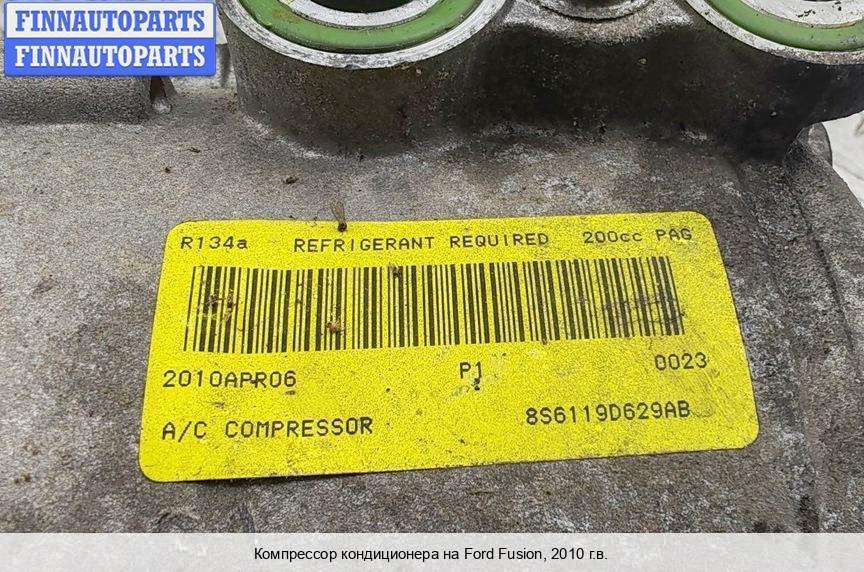 FINNAUTOPARTS
FINNAUTOPARTS
R134a REFRIGERANT REQUIRED 200cc PAG
2010APR06 P1 0023
A/C COMPRESSOR 8S6119D629AB
Компрессор кондиционера на Ford Fusion, 2010 г.в.